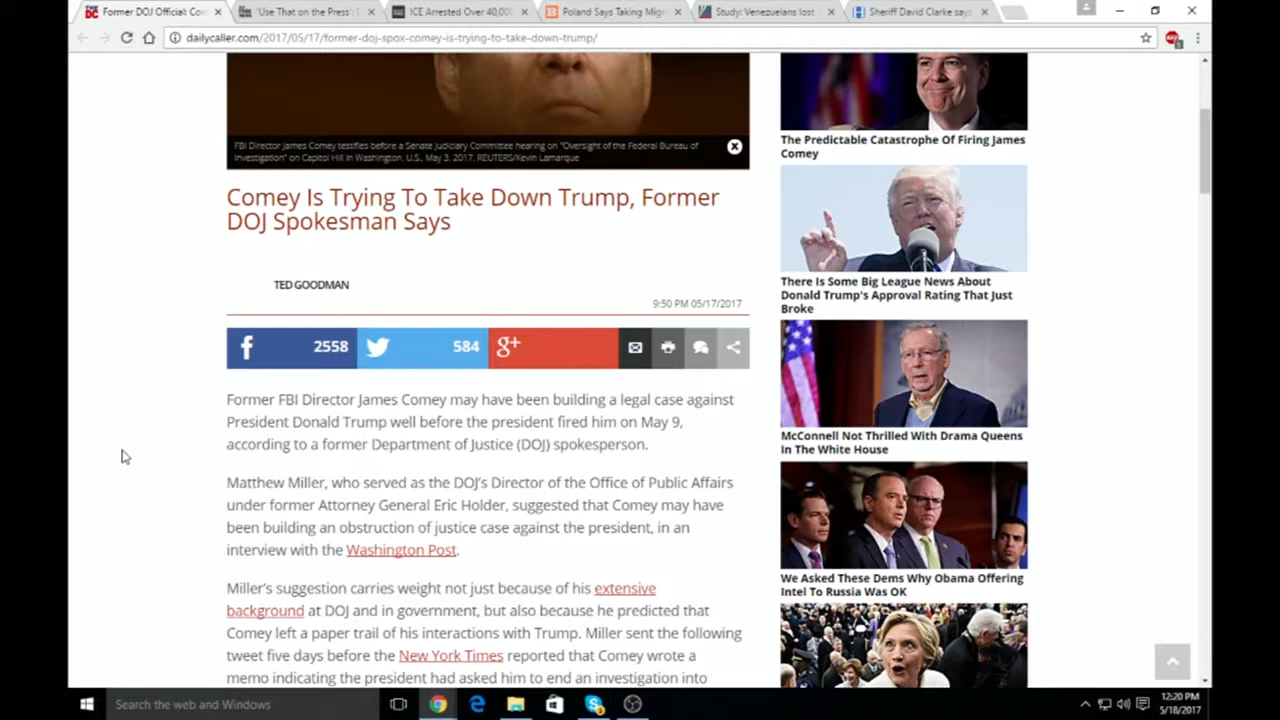 Former DOJ Official: Com
'Use That on the Press':
ICE Arrested Over 40,000
Poland Says Taking Migr
Study: Venezuelans lost
Sheriff David Clarke says
dailycaller.com/2017/05/17/former-doj-spox-comey-is-trying-to-take-down-trump/
FBI Director James Comey testifies before a Senate Judiciary Committee hearing on "Oversight of the Federal Bureau of
Investigation" on Capitol Hill in Washington, U.S., May 3, 2017. REUTERS/Kevin Lamarque
Comey Is Trying To Take Down Trump, Former
DOJ Spokesman Says
TED GOODMAN
9:50 PM 05/17/2017
2558
584
g+
Former FBI Director James Comey may have been building a legal case against
President Donald Trump well before the president fired him on May 9,
according to a former Department of Justice (DOJ) spokesperson.
Matthew Miller, who served as the DOJ's Director of the Office of Public Affairs
under former Attorney General Eric Holder, suggested that Comey may have
been building an obstruction of justice case against the president, in an
interview with the Washington Post.
Miller's suggestion carries weight not just because of his extensive
background at DOJ and in government, but also because he predicted that
Comey left a paper trail of his interactions with Trump. Miller sent the following
tweet five days before the New York Times reported that Comey wrote a
memo indicating the president had asked him to end an investigation into
The Predictable Catastrophe Of Firing James
Comey
There Is Some Big League News About
Donald Trump's Approval Rating That Just
Broke
McConnell Not Thrilled With Drama Queens
In The White House
We Asked These Dems Why Obama Offering
Intel To Russia Was OK
Search the web and Windows
12:20 PM
5/18/2017